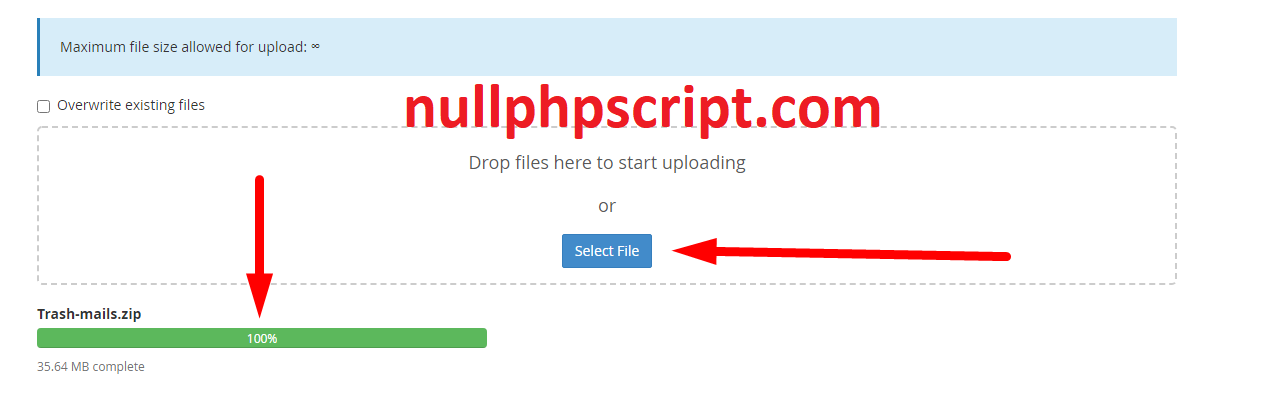 Maximum file size allowed for upload: ∞
Overwrite existing files
nullphpscript.com
Drop files here to start uploading
or
Select File
Trash-mails.zip
100%
35.64 MB complete